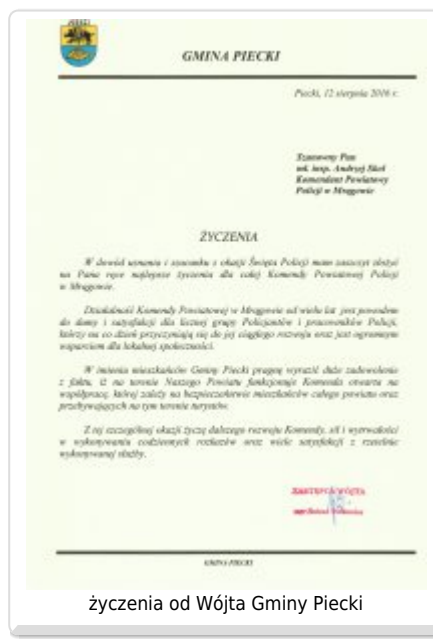 GMINA PIECKI
Piecki, 12 sierpnia 2016 r.
Szanowny Pan
mł. insp. Andrzej
Komendant Powiatowy
Policji w Mrągowie
ŻYCZENIA
W dowód uznania i szacunku z okazji Święta Policji mam zaszczyt złożyć
na Pana ręce najlepsze życzenia dla całej Komendy Powiatowej Policji
w Mrągowie.
Działalność Komendy Powiatowej w Mrągowie od wielu lat jest powodem
do dumy i satysfakcji dla licznej grupy Policjantów i pracowników Policji,
którzy na co dzień przyczyniają się do jej ciągłego rozwoju oraz jest ogromnym
wsparciem dla lokalnej społeczności.
W imieniu mieszkańców Gminy Piecki pragnę wyrazić duże zadowolenie
z faktu, iż na terenie Naszego Powiatu funkcjonuje Komenda otwarta na
współpracę, której zależy na bezpieczeństwie mieszkańców całego powiatu oraz
przebywających na tym terenie turystów.
Z tej szczególnej okazji życzę dalszego rozwoju Komendy, sił i wytrwałości
w wykonywaniu codziennych rozkazów oraz wiele satysfakcji z rzetelnie
wykonywanej służby.
ZASTĘPCA WÓJTA
mgr
GMINA PIECKI
życzenia od Wójta Gminy Piecki